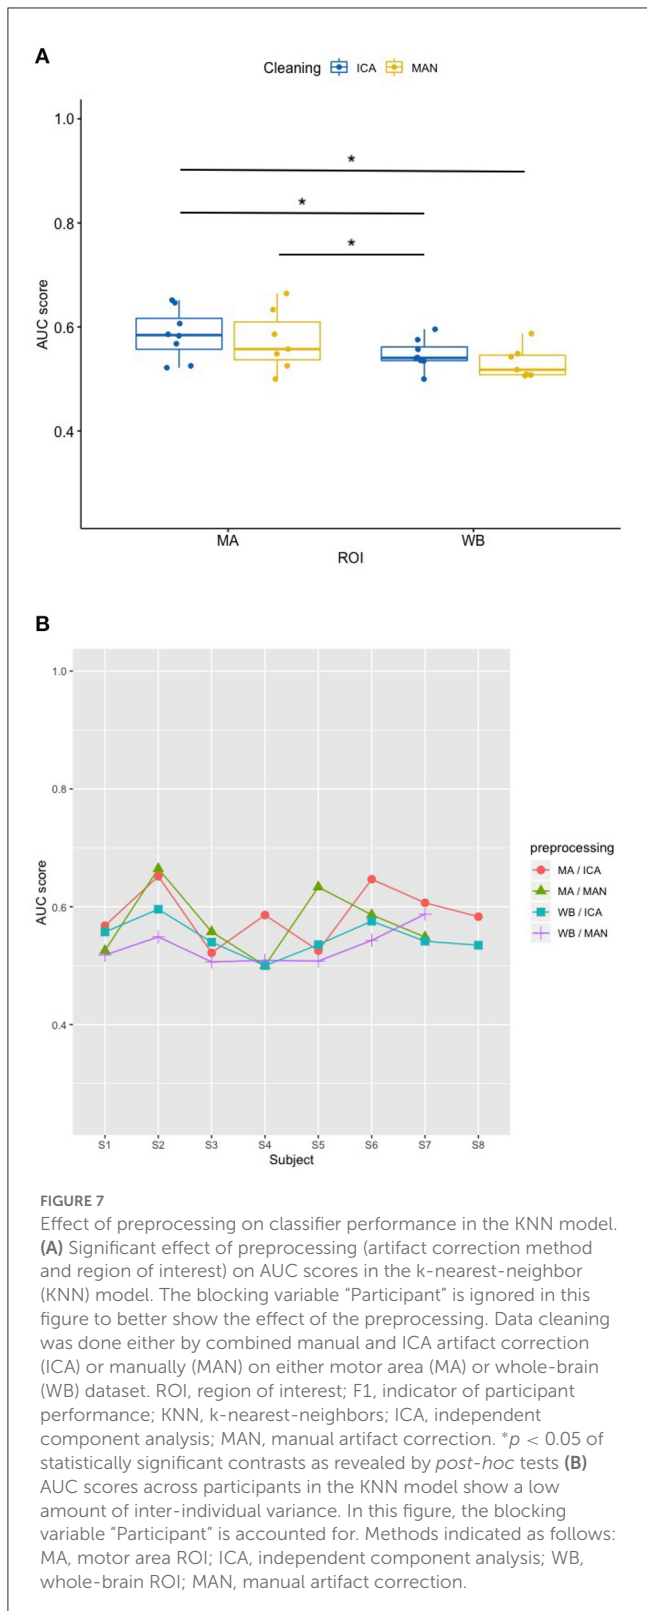 A
Cleaning ICA MAN
1.0
0.8
0.6
0.4
AUC score
*
*
*
MA WB
ROI
B
1.0
0.8
0.6
0.4
AUC score
preprocessing
MA / ICA
MA / MAN
WB / ICA
WB / MAN
S1 S2 S3 S4 S5 S6 S7 S8
Subject
FIGURE 7
Effect of preprocessing on classifier performance in the KNN model.
(A) Significant effect of preprocessing (artifact correction method
and region of interest) on AUC scores in the k-nearest-neighbor
(KNN) model. The blocking variable “Participant” is ignored in this
figure to better show the effect of the preprocessing. Data cleaning
was done either by combined manual and ICA artifact correction
(ICA) or manually (MAN) on either motor area (MA) or whole-brain
(WB) dataset. ROI, region of interest; F1, indicator of participant
performance; KNN, k-nearest-neighbors; ICA, independent
component analysis; MAN, manual artifact correction. *p < 0.05 of
statistically significant contrasts as revealed by post-hoc tests (B)
AUC scores across participants in the KNN model show a low
amount of inter-individual variance. In this figure, the blocking
variable “Participant” is accounted for. Methods indicated as follows:
MA, motor area ROI; ICA, independent component analysis; WB,
whole-brain ROI; MAN, manual artifact correction.